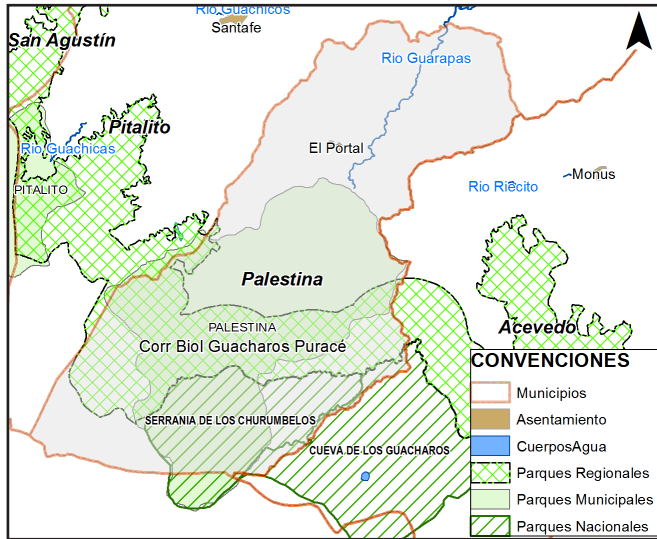 Rio Guachicos
Santafe
San Agustín
Rio Guarapas
Pitalito
Rio Guachicas
El Portal
PITALITO
Rio Riecito
Monus
Palestina
PALESTINA
Corr Biol Guacharos Puracé
Acevedo
SERRANIA DE LOS CHURUMBELOS
CUEVA DE LOS GUACHAROS
CONVENCIONES
Municipios
Asentamiento
CuerposAgua
Parques Regionales
Parques Municipales
Parques Nacionales